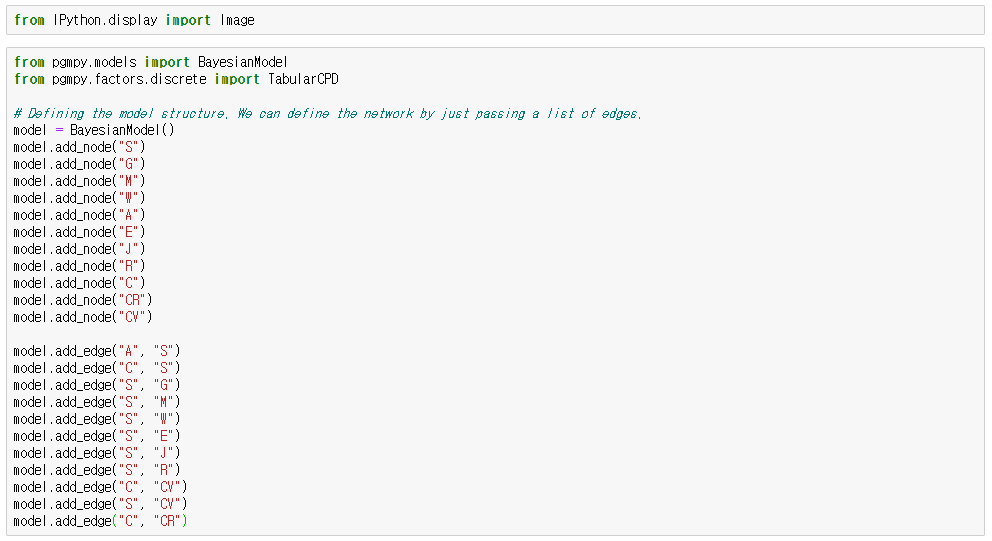 from IPython.display import Image
from pgmpy.models import BayesianModel
from pgmpy.factors.discrete import TabularCPD
# Defining the model structure. We can define the network by just passing a list of edges.
model = BayesianModel()
model.add_node("S")
model.add_node("G")
model.add_node("M")
model.add_node("W")
model.add_node("A")
model.add_node("E")
model.add_node("J")
model.add_node("R")
model.add_node("C")
model.add_node("CR")
model.add_node("CV")
model.add_edge("A", "S")
model.add_edge("C", "S")
model.add_edge("S", "G")
model.add_edge("S", "M")
model.add_edge("S", "W")
model.add_edge("S", "E")
model.add_edge("S", "J")
model.add_edge("S", "R")
model.add_edge("C", "CV")
model.add_edge("S", "CV")
model.add_edge("C", "CR")